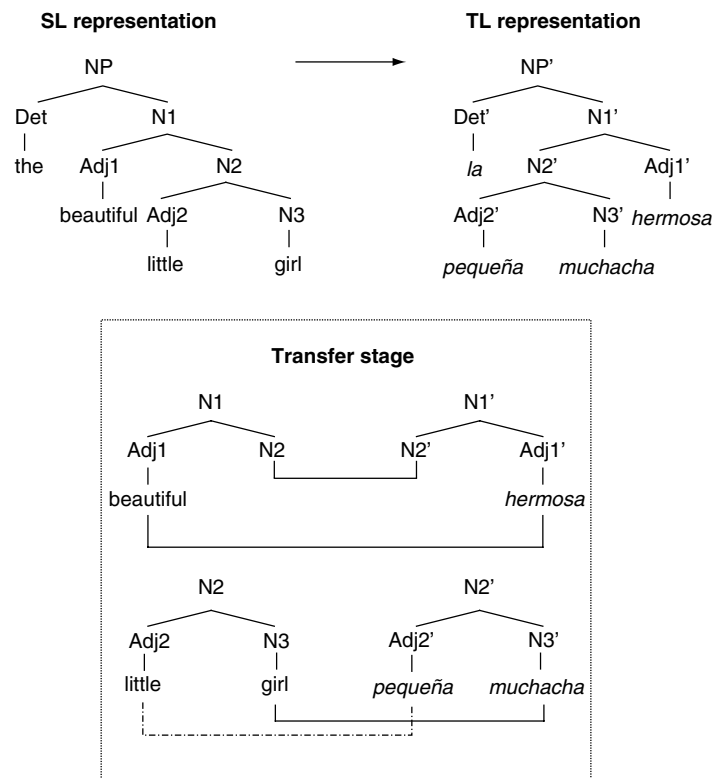 SL representation TL representation
NP NP’
Det N1 Det’ N1’
the Adj1 N2 la N2’ Adj1’
beautiful Adj2 N3 Adj2’ N3’ hermosa
little girl pequeña muchacha
Transfer stage
N1 N1’
Adj1 N2 N2’ Adj1’
beautiful hermosa
N2 N2’
Adj2 N3 Adj2’ N3’
little girl pequeña muchacha